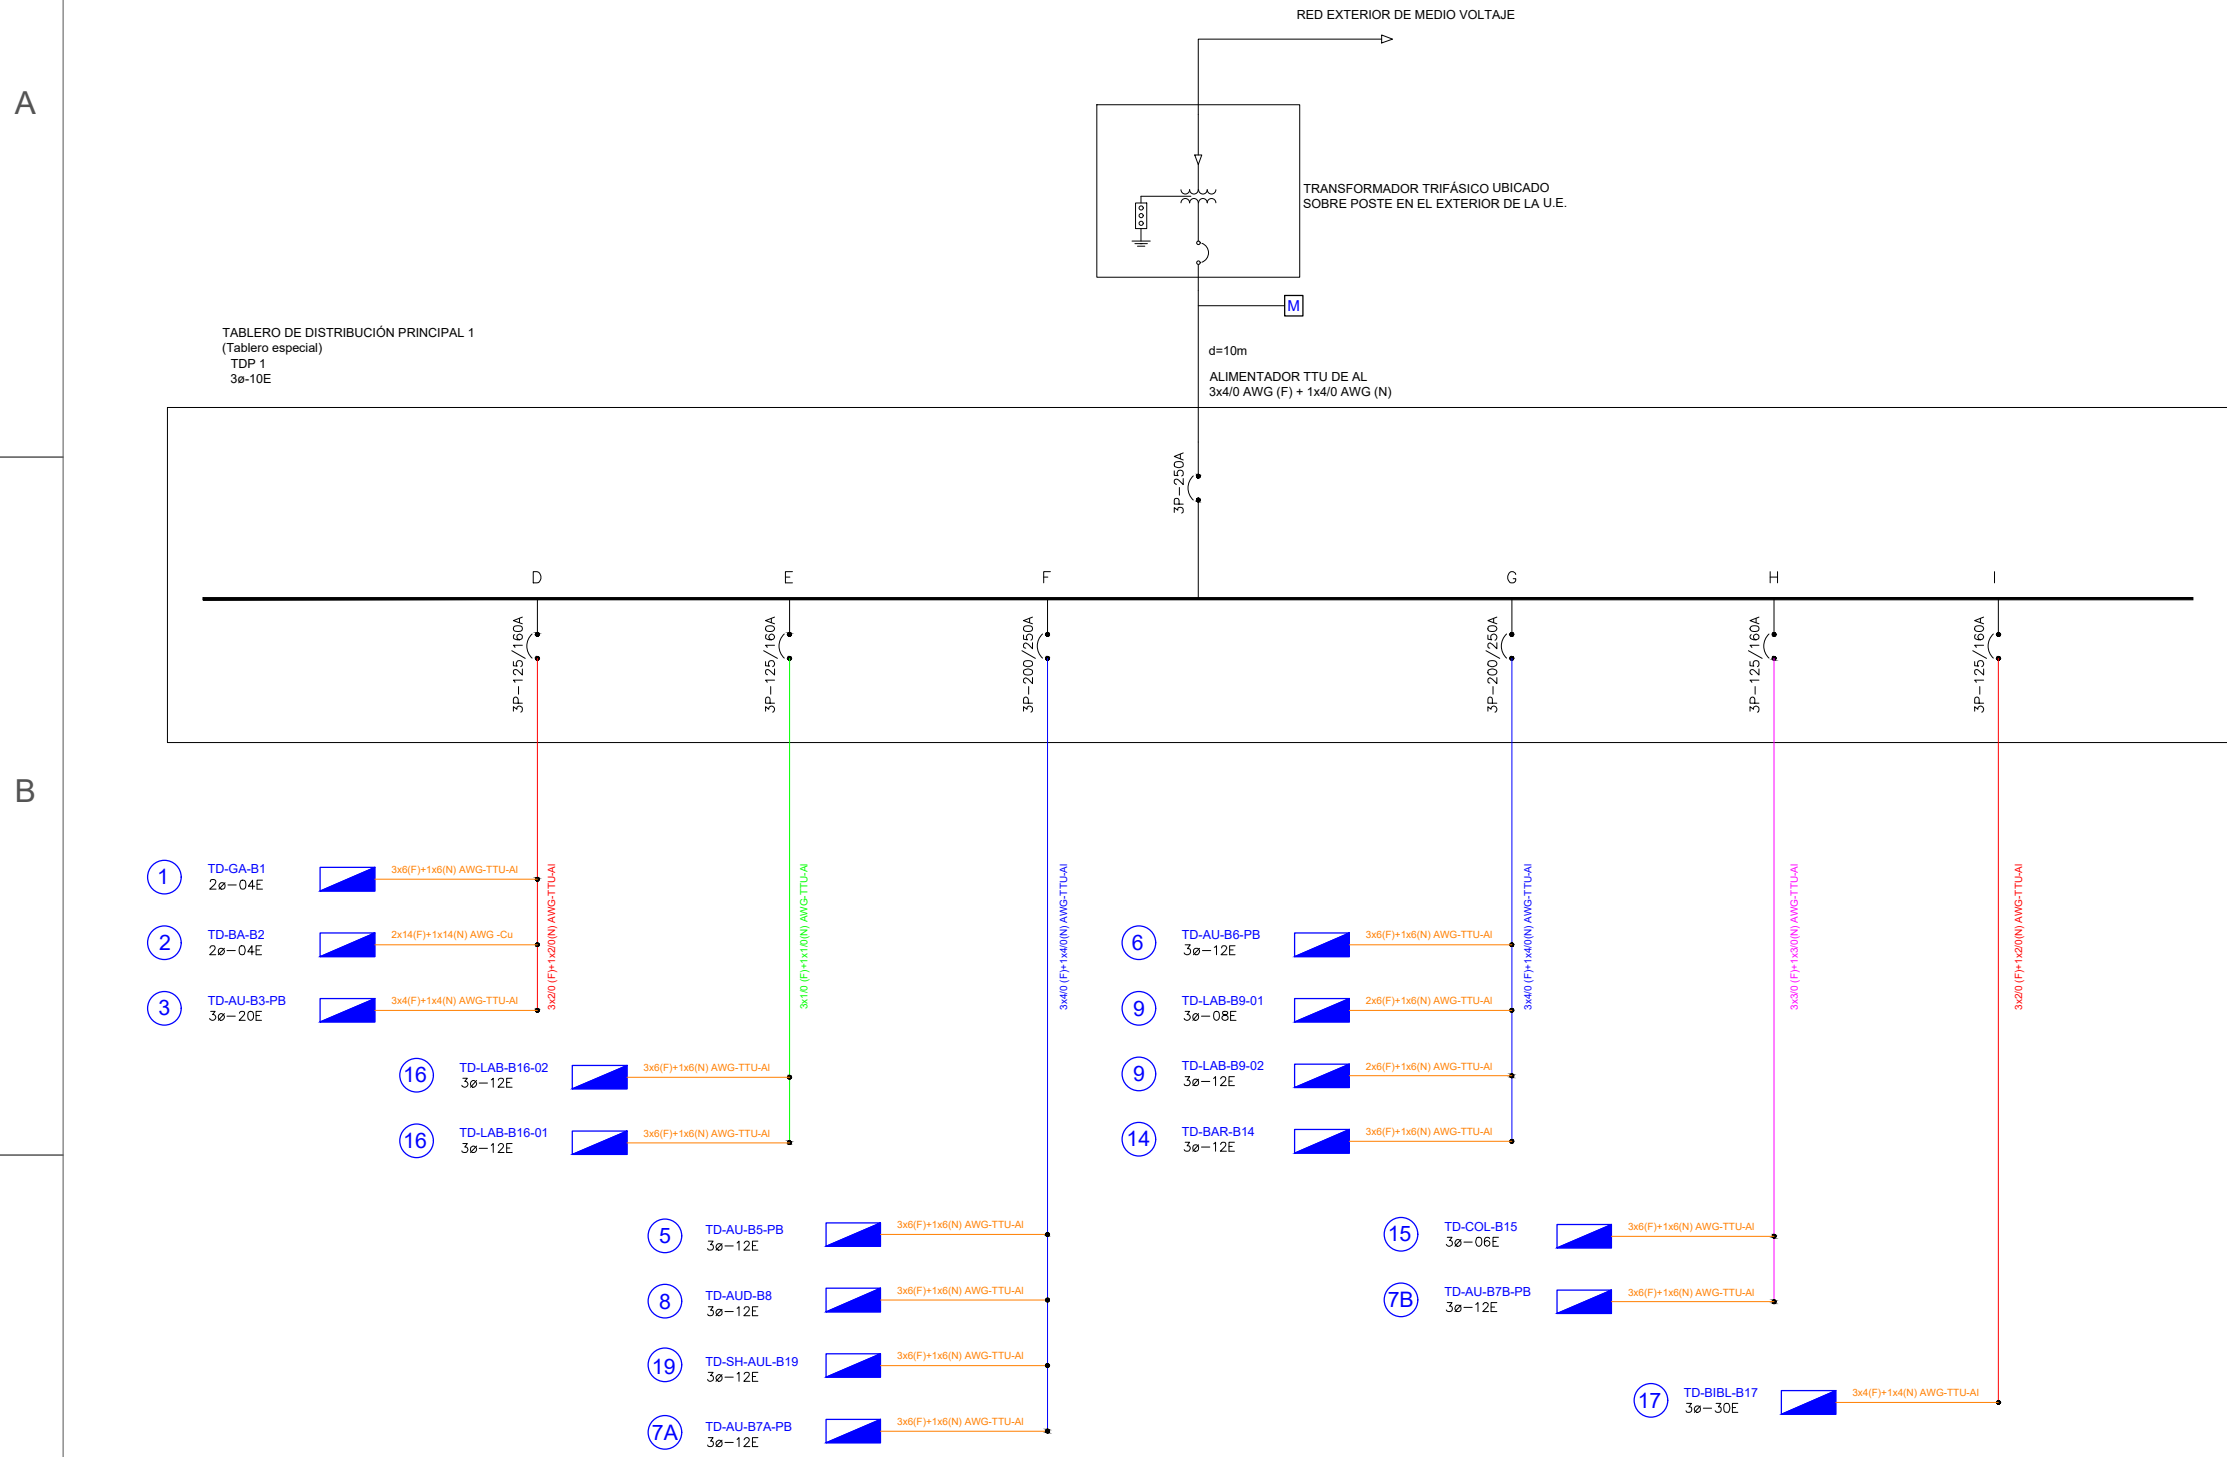 RED EXTERIOR DE MEDIO VOLTAJE
A
TRANSFORMADOR TRIFÁSICO UBICADO
SOBRE POSTE EN EL EXTERIOR DE LA U.E.
M
TABLERO DE DISTRIBUCIÓN PRINCIPAL 1
(Tablero especial)
TDP 1
3ø-10E
d=10m
ALIMENTADOR TTU DE AL
3x4/0 AWG (F) + 1x4/0 AWG (N)
3P-250A
D
E
F
G
H
I
3P-125/160A
3P-125/160A
3P-200/250A
3P-200/250A
3P-125/160A
3P-125/160A
B
3x2/0 (F)+1x2/0(N) AWG-TTU-Al
3x1/0 (F)+1x1/0(N) AWG-TTU-Al
3x4/0 (F)+1x4/0(N) AWG-TTU-Al
3x4/0 (F)+1x4/0(N) AWG-TTU-Al
3x3/0 (F)+1x3/0(N) AWG-TTU-Al
3x2/0 (F)+1x2/0(N) AWG-TTU-Al
1
TD-GA-B1
2ø-04E
3x6(F)+1x6(N) AWG-TTU-Al
2
TD-BA-B2
2ø-04E
2x14(F)+1x14(N) AWG -Cu
3
TD-AU-B3-PB
3ø-20E
3x4(F)+1x4(N) AWG-TTU-Al
16
TD-LAB-B16-02
3ø-12E
3x6(F)+1x6(N) AWG-TTU-Al
16
TD-LAB-B16-01
3ø-12E
3x6(F)+1x6(N) AWG-TTU-Al
5
TD-AU-B5-PB
3ø-12E
3x6(F)+1x6(N) AWG-TTU-Al
8
TD-AUD-B8
3ø-12E
3x6(F)+1x6(N) AWG-TTU-Al
19
TD-SH-AUL-B19
3ø-12E
3x6(F)+1x6(N) AWG-TTU-Al
7A
TD-AU-B7A-PB
3ø-12E
3x6(F)+1x6(N) AWG-TTU-Al
6
TD-AU-B6-PB
3ø-12E
3x6(F)+1x6(N) AWG-TTU-Al
9
TD-LAB-B9-01
3ø-08E
2x6(F)+1x6(N) AWG-TTU-Al
9
TD-LAB-B9-02
3ø-12E
2x6(F)+1x6(N) AWG-TTU-Al
14
TD-BAR-B14
3ø-12E
3x6(F)+1x6(N) AWG-TTU-Al
15
TD-COL-B15
3ø-06E
3x6(F)+1x6(N) AWG-TTU-Al
7B
TD-AU-B7B-PB
3ø-12E
3x6(F)+1x6(N) AWG-TTU-Al
17
TD-BIBL-B17
3ø-30E
3x4(F)+1x4(N) AWG-TTU-Al